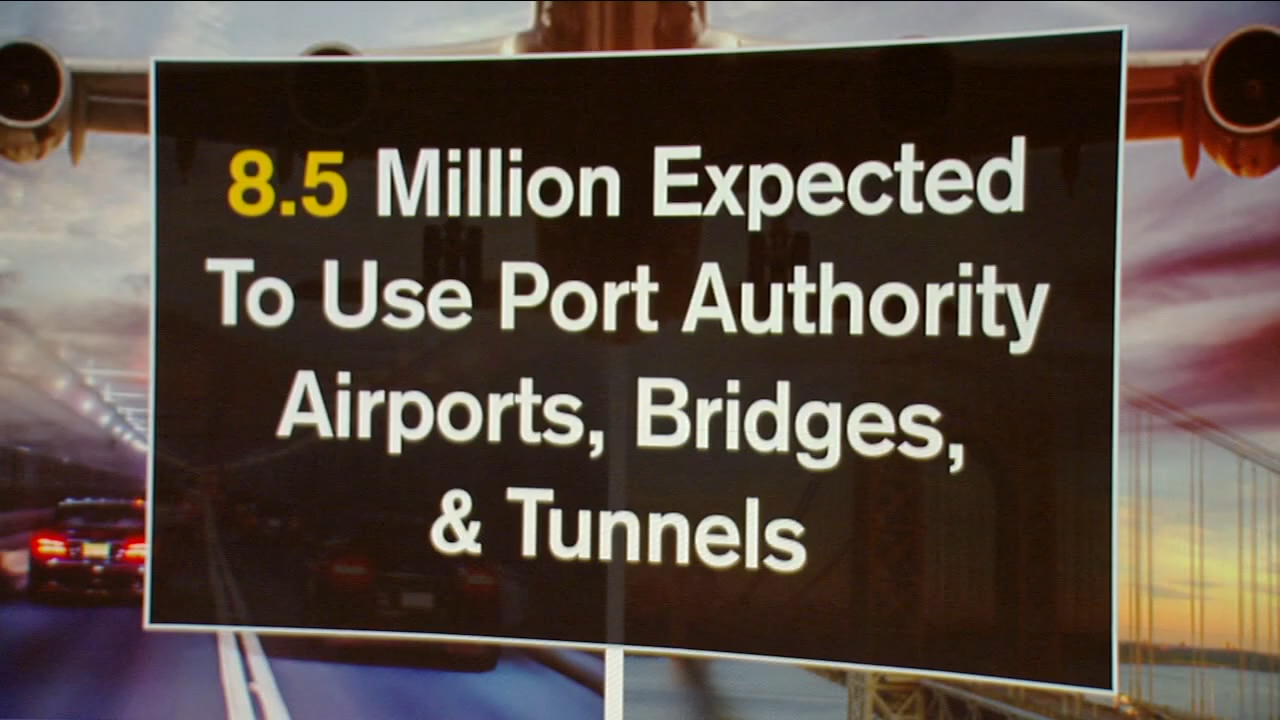 8.5 Million Expected
To Use Port Authority
Airports, Bridges,
& Tunnels